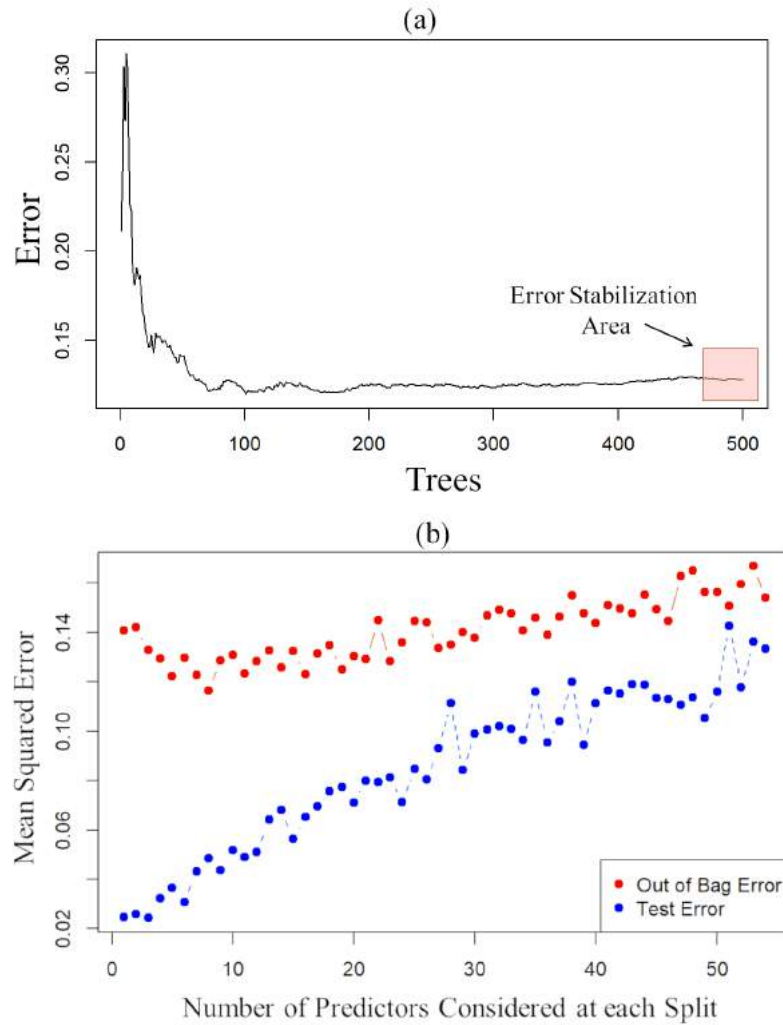 (a)
0.30
0.25
0.20
0.15
Error
Error Stabilization
Area
0 100 200 300 400 500
Trees
(b)
0.14
0.10
0.06
0.02
Mean Squared Error
Out of Bag Error
Test Error
0 10 20 30 40 50
Number of Predictors Considered at each Split